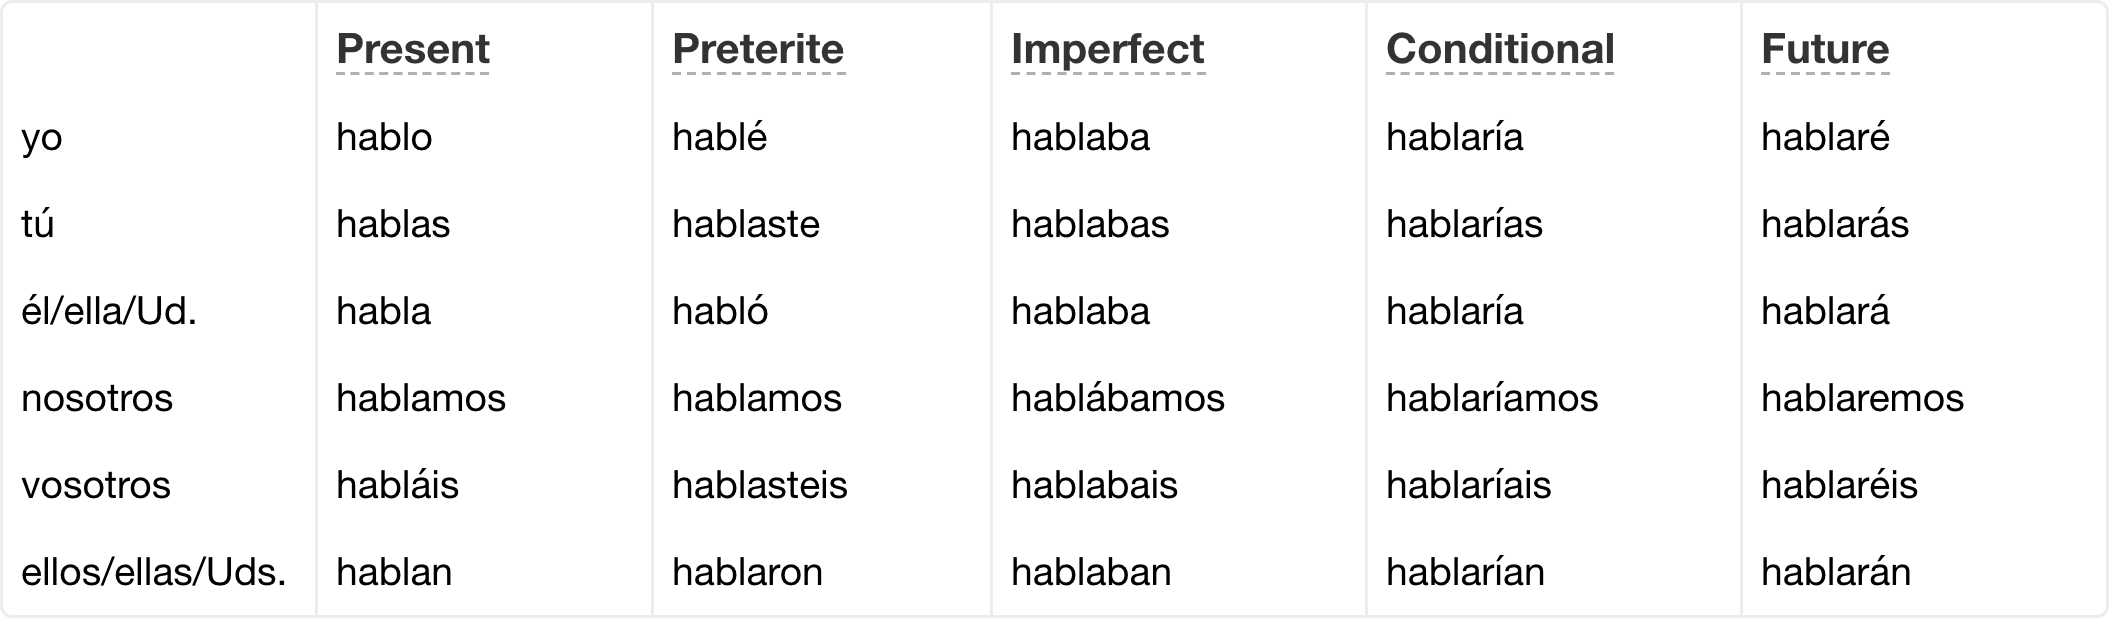 Present Preterite Imperfect Conditional Future
yo hablo hablé hablaba hablaría hablaré
tú hablas hablaste hablabas hablarías hablarás
él/ella/Ud. habla habló hablaba hablaría hablará
nosotros hablamos hablamos hablábamos hablaríamos hablaremos
vosotros habláis hablasteis hablabais hablaríais hablaréis
ellos/ellas/Uds. hablan hablaron hablaban hablarían hablarán